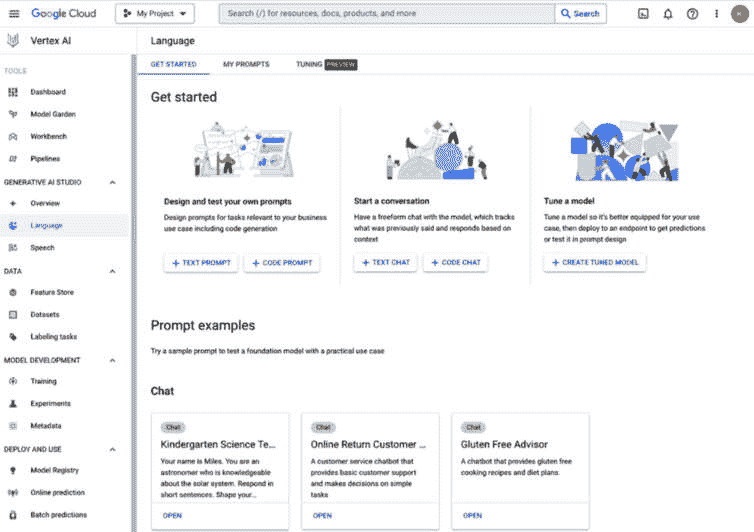 Google Cloud
My Project
Search (/) for resources, docs, products, and more
Search
Vertex AI
Language
TOOLS
Dashboard
Model Garden
Workbench
Pipelines
GENERATIVE AI STUDIO
Overview
Language
Speech
DATA
Feature Store
Datasets
Labeling tasks
MODEL DEVELOPMENT
Training
Experiments
Metadata
DEPLOY AND USE
Model Registry
Online prediction
Batch predictions
GET STARTED
MY PROMPTS
TUNING PREVIEW
Get started
Design and test your own prompts
Design prompts for tasks relevant to your business
use case including code generation
+ TEXT PROMPT
+ CODE PROMPT
Start a conversation
Have a freeform chat with the model, which tracks
what was previously said and responds based on
context
+ TEXT CHAT
+ CODE CHAT
Tune a model
Tune a model so it's better equipped for your use
case, then deploy to an endpoint to get predictions
or test it in prompt design
+ CREATE TUNED MODEL
Prompt examples
Try a sample prompt to test a foundation model with a practical use case
Chat
Chat
Kindergarten Science Te...
Your name is Miles. You are an
astronomer who is knowledgeable
about the solar system. Respond in
short sentences. Shape your...
OPEN
Chat
Online Return Customer ...
A customer service chatbot that
provides basic customer support
and makes decisions on simple
tasks
OPEN
Chat
Gluten Free Advisor
A chatbot that provides gluten free
cooking recipes and diet plans.
OPEN